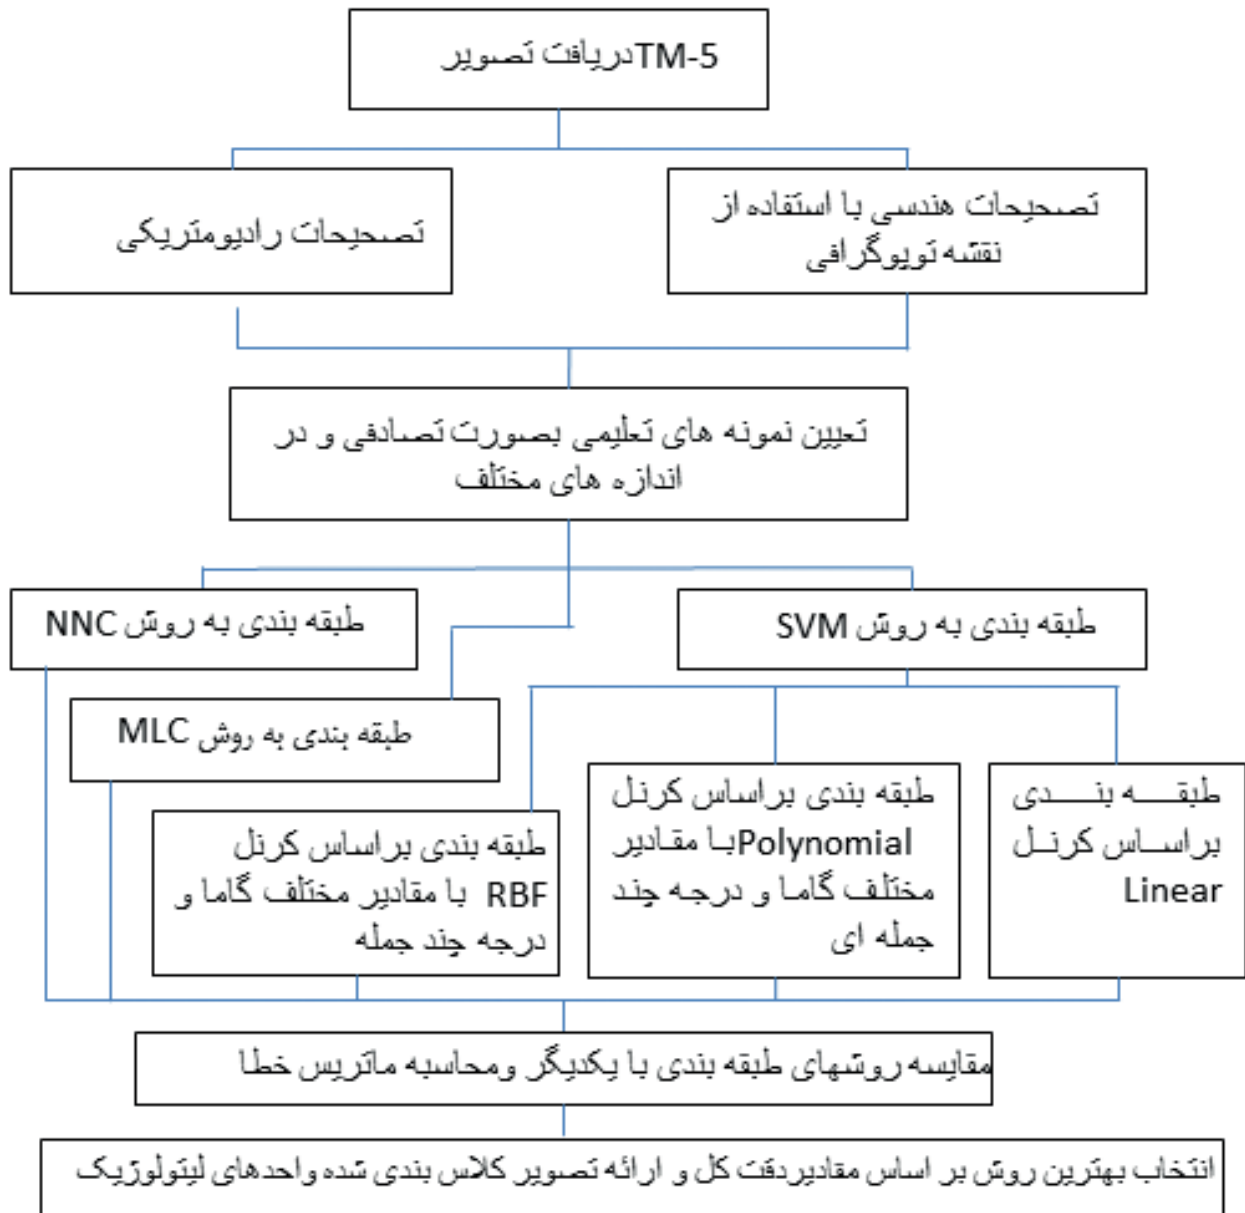 دریافت تصویر TM-5
تصحیحات هندسی با استفاده از
نقشه توپوگرافی
تصحیحات رادیومتریکی
تعیین نمونه های تعلیمی بصورت تصادفی و در
اندازه های مختلف
طبقه بندی به روش SVM
طبقه بندی به روش NNC
طبقه بندی به روش MLC
طبقه بندی
براساس کرنل
Linear
طبقه بندی براساس کرنل
Polynomial با مقادیر
مختلف گاما و درجه چند
جمله ای
طبقه بندی براساس کرنل
RBF با مقادیر مختلف گاما و
درجه چند جمله
مقایسه روشهای طبقه بندی با یکدیگر ومحاسبه ماتریس خطا
انتخاب بهترین روش بر اساس مقادیردقت کل و ارائه تصویر کلاس بندی شده واحدهای لیتولوژیک